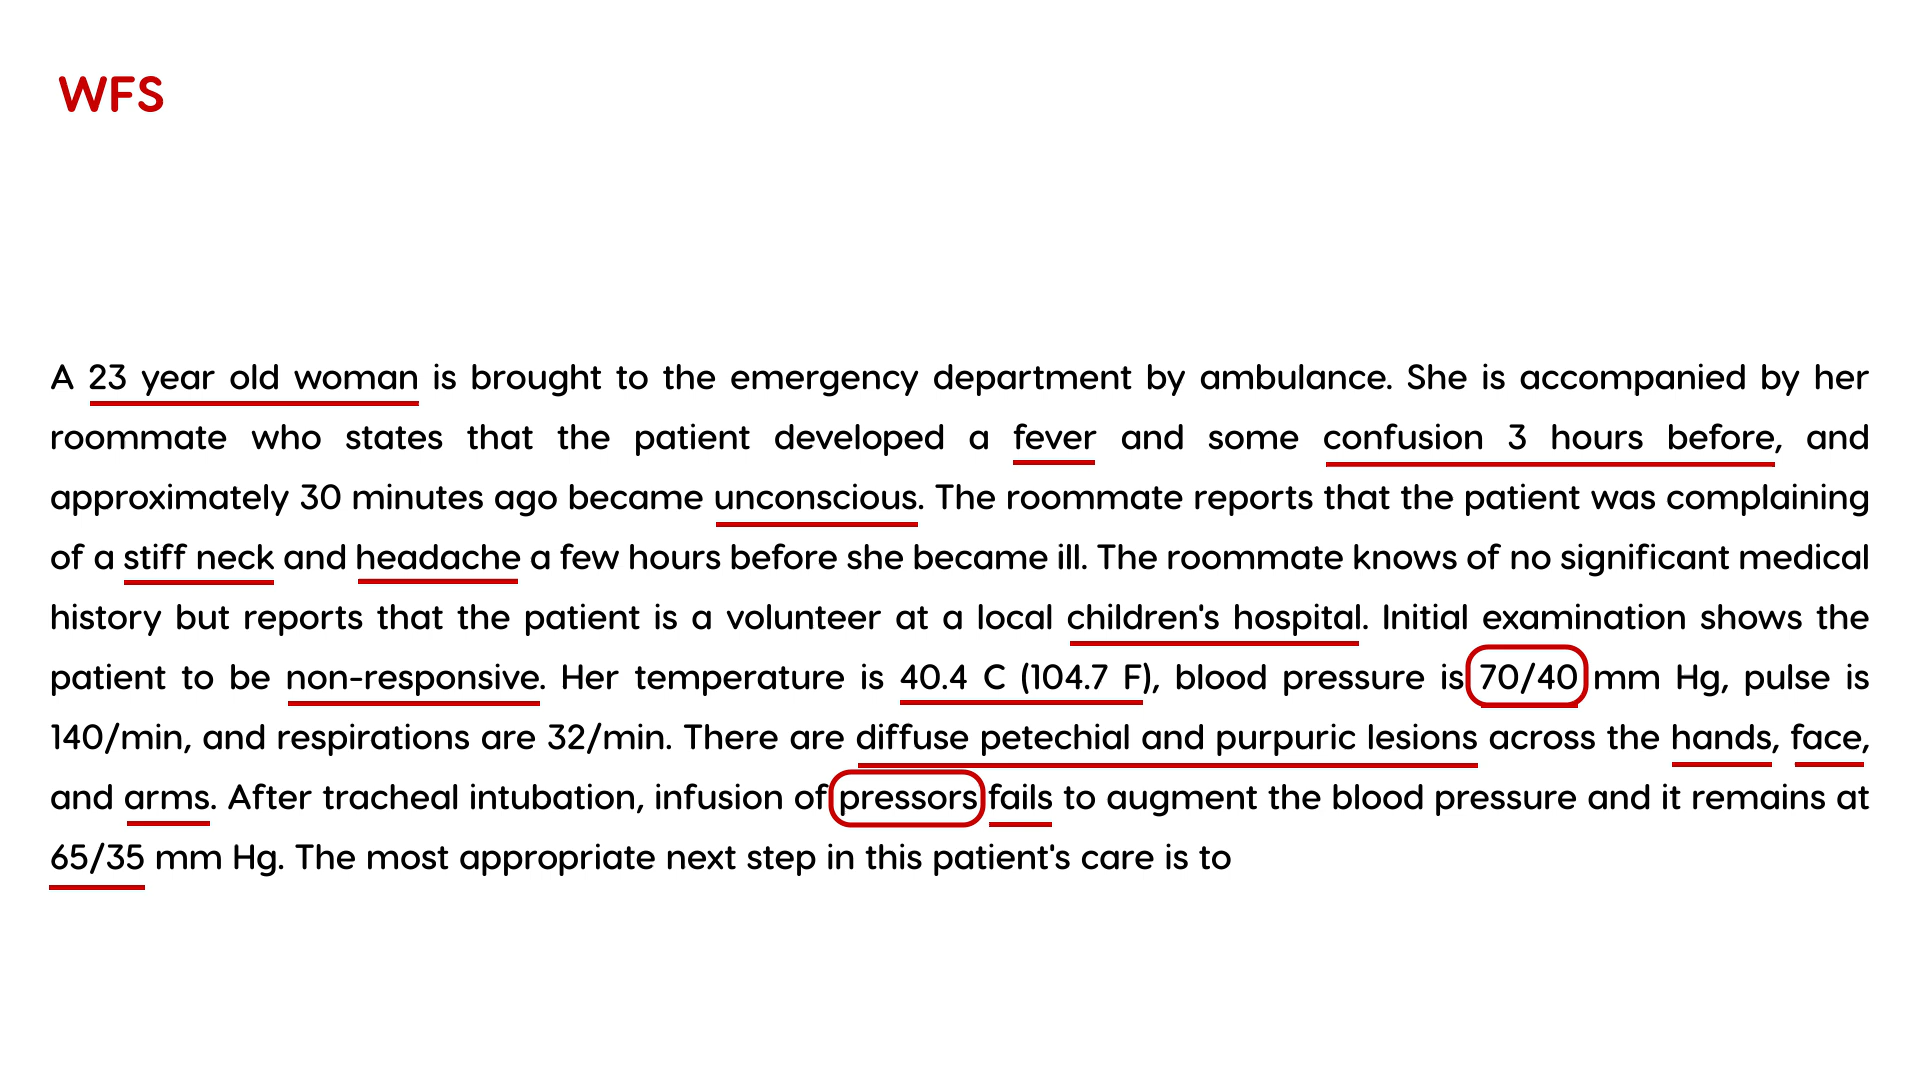 WFS
A 23 year old woman is brought to the emergency department by ambulance. She is accompanied by her
roommate who states that the patient developed a fever and some confusion 3 hours before, and
approximately 30 minutes ago became unconscious. The roommate reports that the patient was complaining
of a stiff neck and headache a few hours before she became ill. The roommate knows of no significant medical
history but reports that the patient is a volunteer at a local children's hospital. Initial examination shows the
patient to be non-responsive. Her temperature is 40.4 C (104.7 F), blood pressure is 70/40 mm Hg, pulse is
140/min, and respirations are 32/min. There are diffuse petechial and purpuric lesions across the hands, face,
and arms. After tracheal intubation, infusion of pressors fails to augment the blood pressure and it remains at
65/35 mm Hg. The most appropriate next step in this patient's care is to